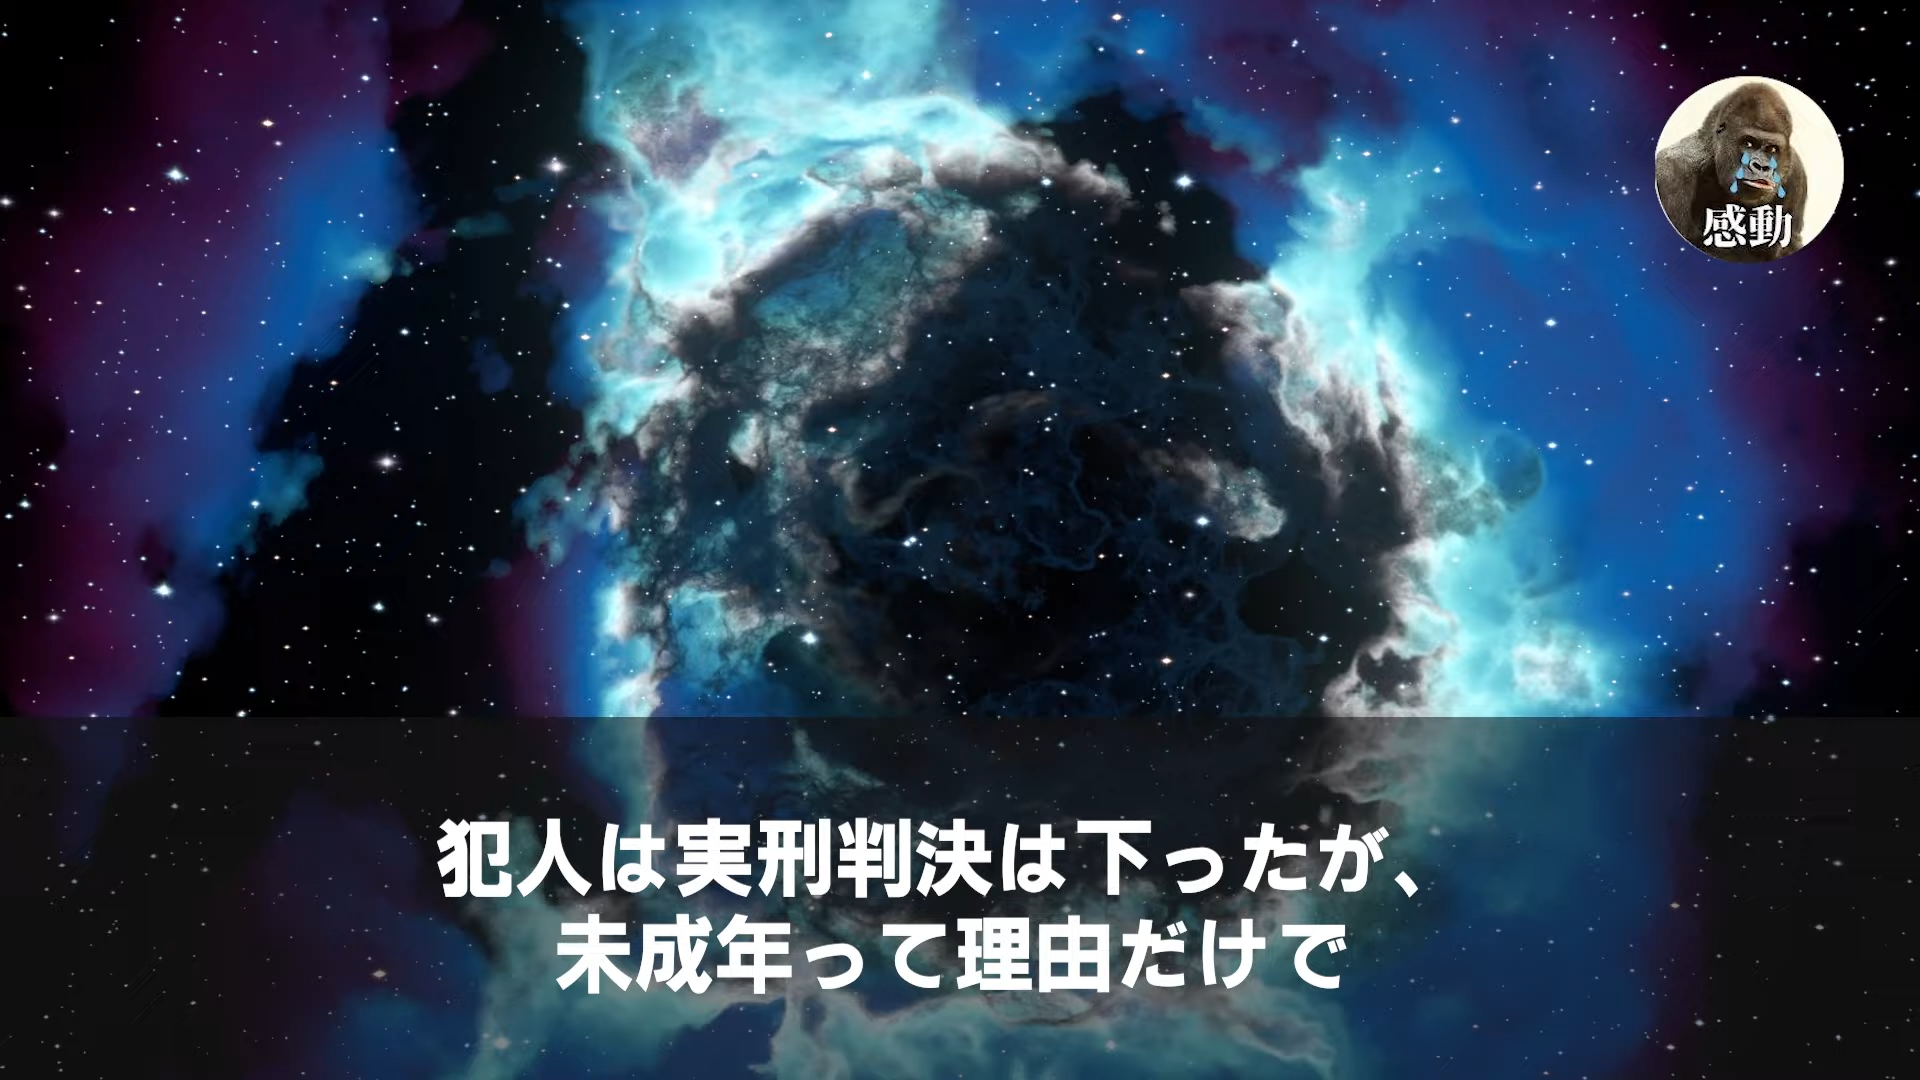 感動
犯人は実刑判決は下ったが、
未成年って理由だけで